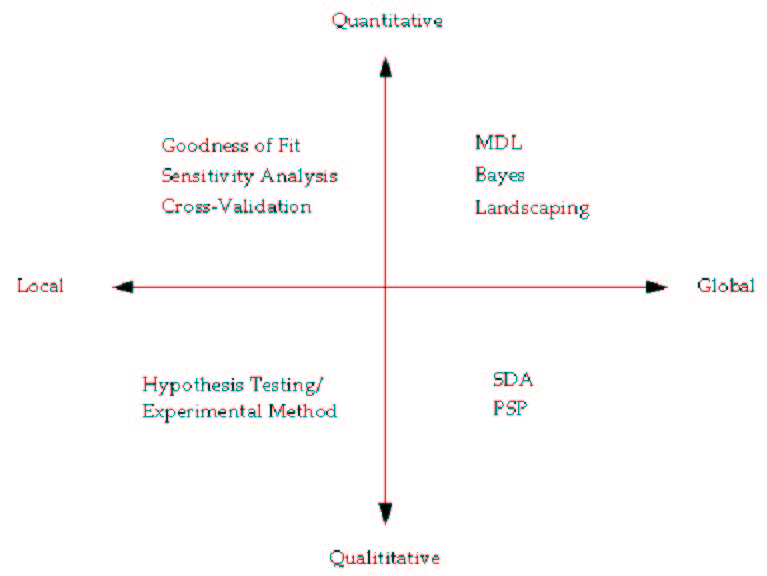 Quantitative
Goodness of Fit
Sensitivity Analysis
Cross-Validation
MDL
Bayes
Landscaping
Local
Global
Hypothesis Testing/
Experimental Method
SDA
PSP
Qualititative